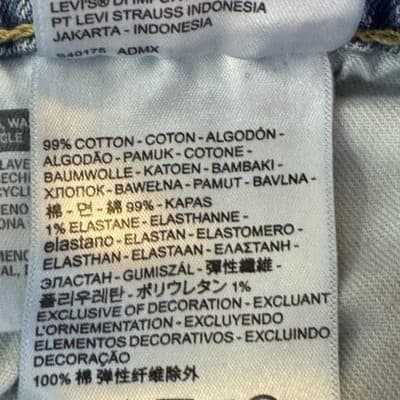 LEVI'S® DI IMPOR
PT LEVI STRAUSS INDONESIA
JAKARTA - INDONESIA
ADMX
99% COTTON - COTON - ALGODÓN -
ALGODÃO - PAMUK - COTONE -
BAUMWOLLE - KATOEN - BAMBAKI -
ХЛОПОК - BAWEŁNA - PAMUT - BAVLNA -
棉 - 면 - 綿 99% - KAPAS
1% ELASTANE - ELASTHANNE -
elastano - ELASTAN - ELASTOMERO -
ELASTHAN - ELASTAAN - ΕΛΑΣΤΑΝΗ -
ЭЛАСТАН - GUMISZÁL - 彈性纖維 -
폴리우레탄 - ポリウレタン 1%
EXCLUSIVE OF DECORATION - EXCLUANT
L'ORNEMENTATION - EXCLUYENDO
ELEMENTOS DECORATIVOS - EXCLUINDO
DECORAÇÃO
100% 棉 弹性纤维除外